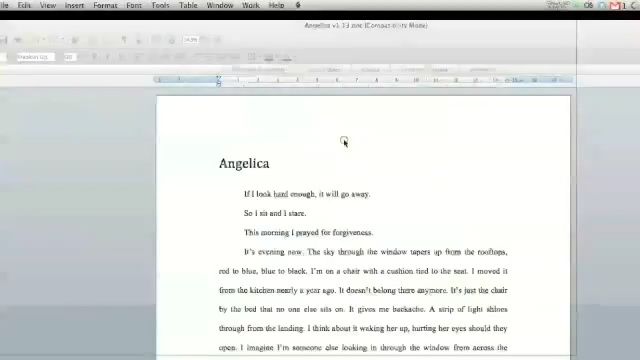 File Edit View Insert Format Font Tools Table Window Work Help
Angelica v1.13.doc (Compatibility Mode)
Angelica
If I look hard enough, it will go away.
So I sit and I stare.
This morning I prayed for forgiveness.
It's evening now. The sky through the window tapers up from the rooftops,
red to blue, blue to black. I'm on a chair with a cushion tied to the seat. I moved it
from the kitchen nearly a year ago. It doesn't belong there anymore. It's just the chair
by the bed that no one else sits on. It gives me backache. A strip of light shines
through from the landing. I think about it waking her up, hurting her eyes should they
open. I imagine I'm someone else looking in through the window from across the